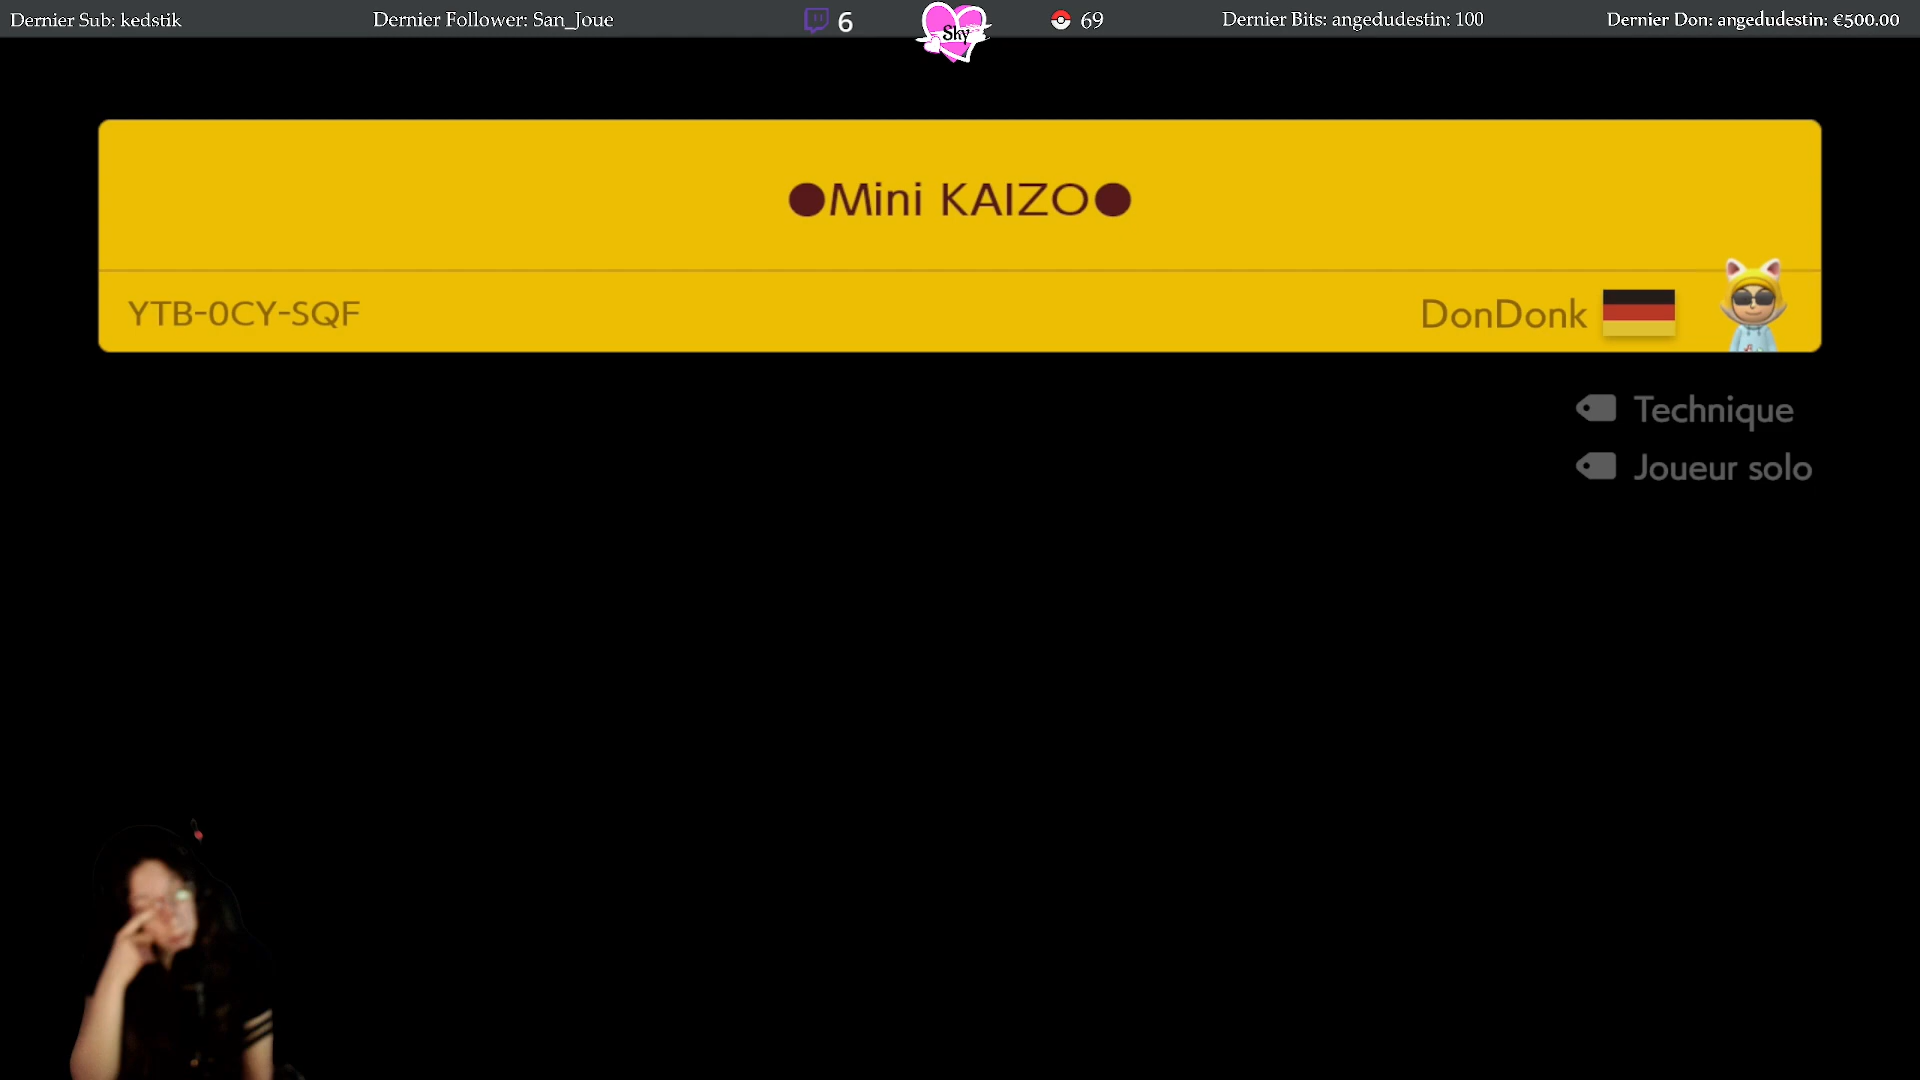 Dernier Sub: kedstik
Dernier Follower: San_Joue
6
Sky
69
Dernier Bits: angedudestin: 100
Dernier Don: angedudestin: €500.00
●Mini KAIZO●
YTB-0CY-SQF
DonDonk
Technique
Joueur solo